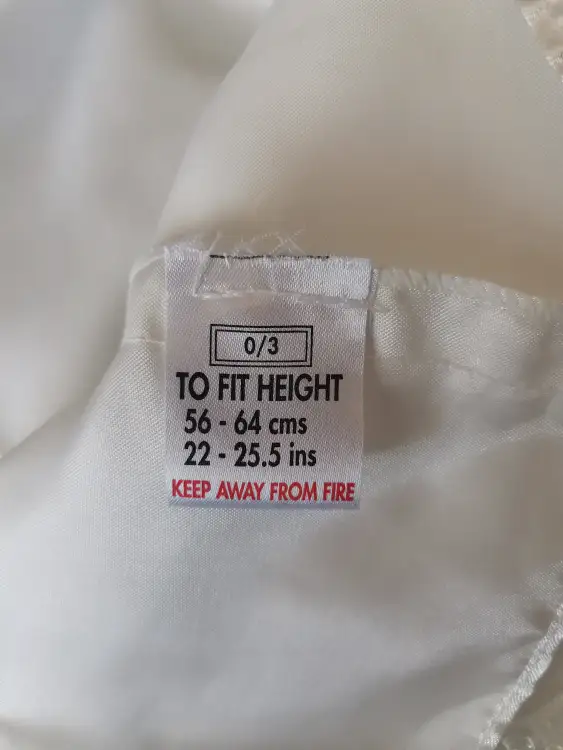 0/3
TO FIT HEIGHT
56 - 64 cms
22 - 25.5 ins
KEEP AWAY FROM FIRE